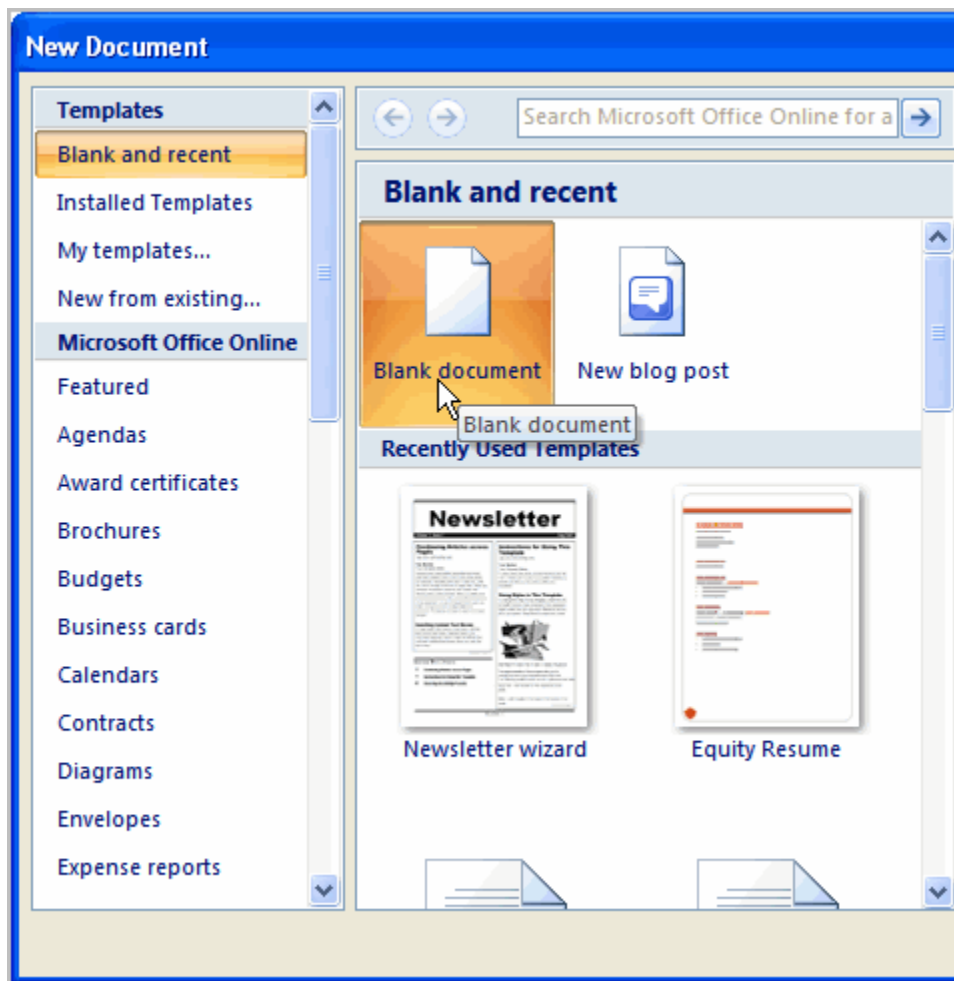 New Document
Templates
Blank and recent
Installed Templates
My templates...
New from existing...
Microsoft Office Online
Featured
Agendas
Award certificates
Brochures
Budgets
Business cards
Calendars
Contracts
Diagrams
Envelopes
Expense reports
Search Microsoft Office Online for a
Blank and recent
Blank document
New blog post
Blank document
Recently Used Templates
Newsletter
Newsletter wizard
Equity Resume